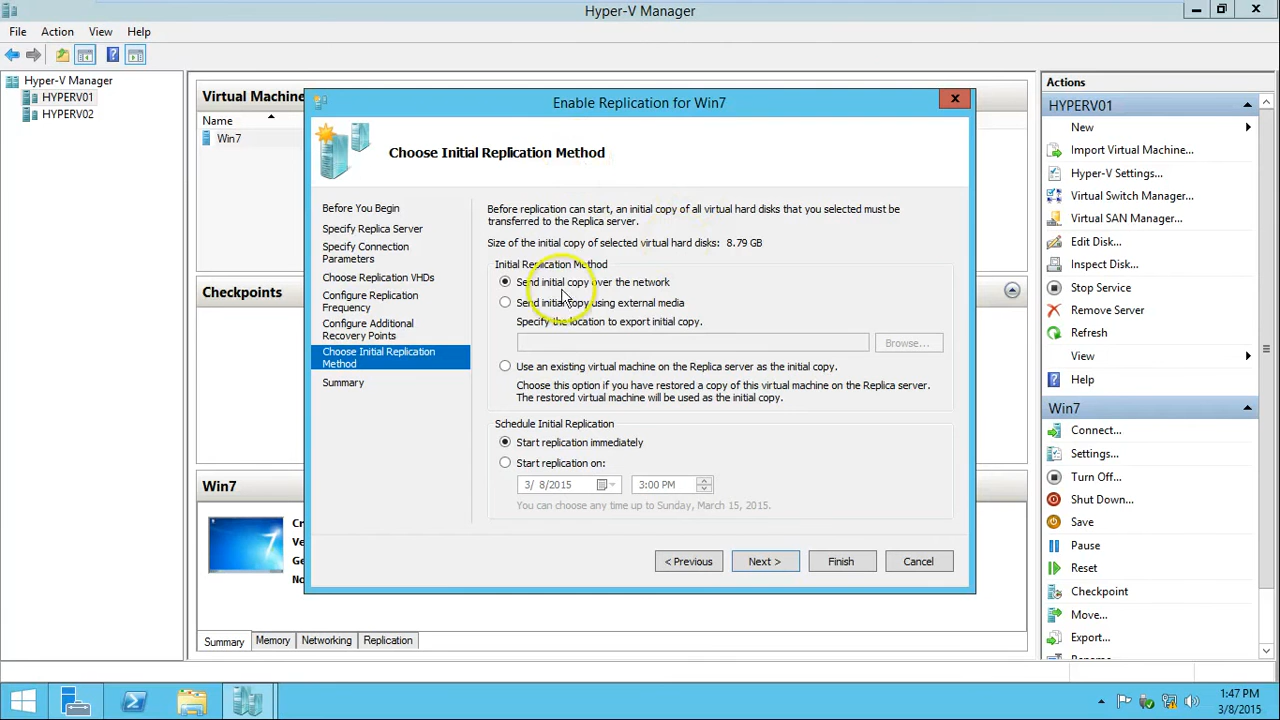 Hyper-V Manager
File Action View Help
Hyper-V Manager
HYPERV01
HYPERV02
Virtual Machine
Name
Win7
Checkpoints
Win7
Summary Memory Networking Replication
Enable Replication for Win7
Choose Initial Replication Method
Before You Begin
Specify Replica Server
Specify Connection
Parameters
Choose Replication VHDs
Configure Replication
Frequency
Configure Additional
Recovery Points
Choose Initial Replication
Method
Summary
Before replication can start, an initial copy of all virtual hard disks that you selected must be
transferred to the Replica server.
Size of the initial copy of selected virtual hard disks: 8.79 GB
Initial Replication Method
Send initial copy over the network
Send initial copy using external media
Specify the location to export initial copy.
Browse...
Use an existing virtual machine on the Replica server as the initial copy.
Choose this option if you have restored a copy of this virtual machine on the Replica server.
The restored virtual machine will be used as the initial copy.
Schedule Initial Replication
Start replication immediately
Start replication on:
3/ 8/2015 3:00 PM
You can choose any time up to Sunday, March 15, 2015.
< Previous Next > Finish Cancel
Actions
HYPERV01
New
Import Virtual Machine...
Hyper-V Settings...
Virtual Switch Manager...
Virtual SAN Manager...
Edit Disk...
Inspect Disk...
Stop Service
Remove Server
Refresh
View
Help
Win7
Connect...
Settings...
Turn Off...
Shut Down...
Save
Pause
Reset
Checkpoint
Move...
Export...
1:47 PM
3/8/2015